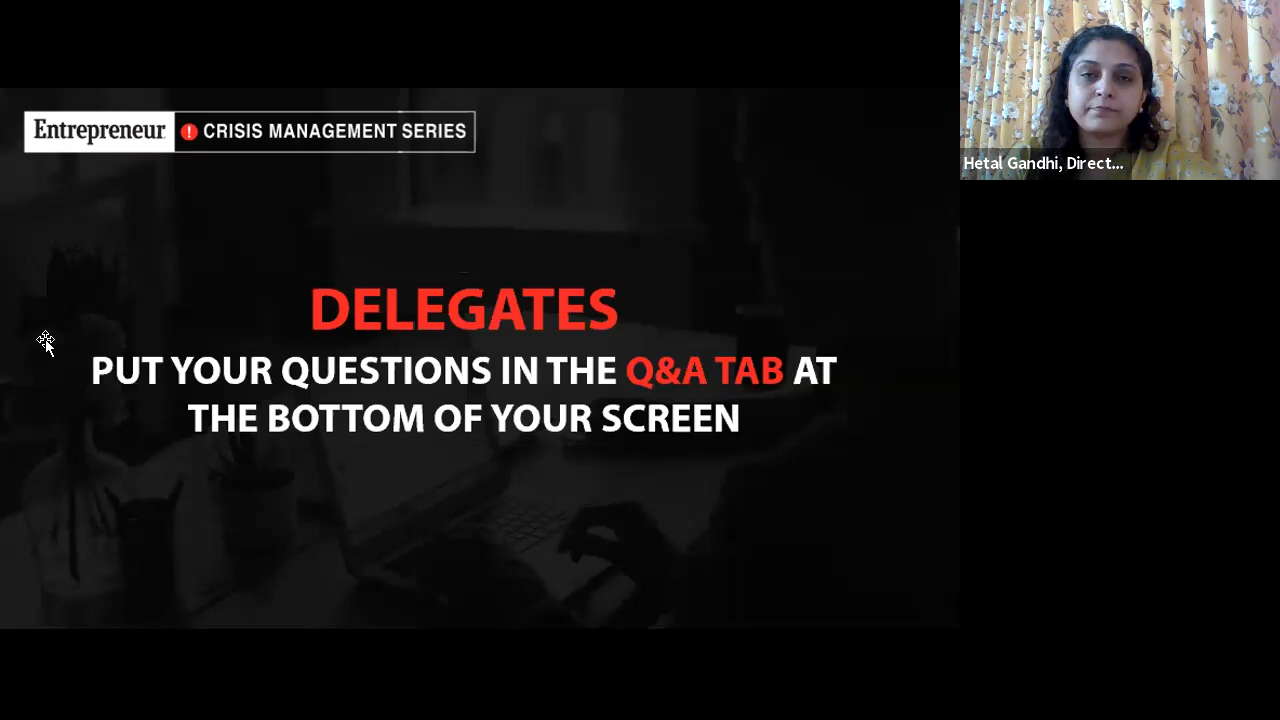 Entrepreneur ! CRISIS MANAGEMENT SERIES
Hetal Gandhi, Direct...
DELEGATES
PUT YOUR QUESTIONS IN THE Q&A TAB AT
THE BOTTOM OF YOUR SCREEN